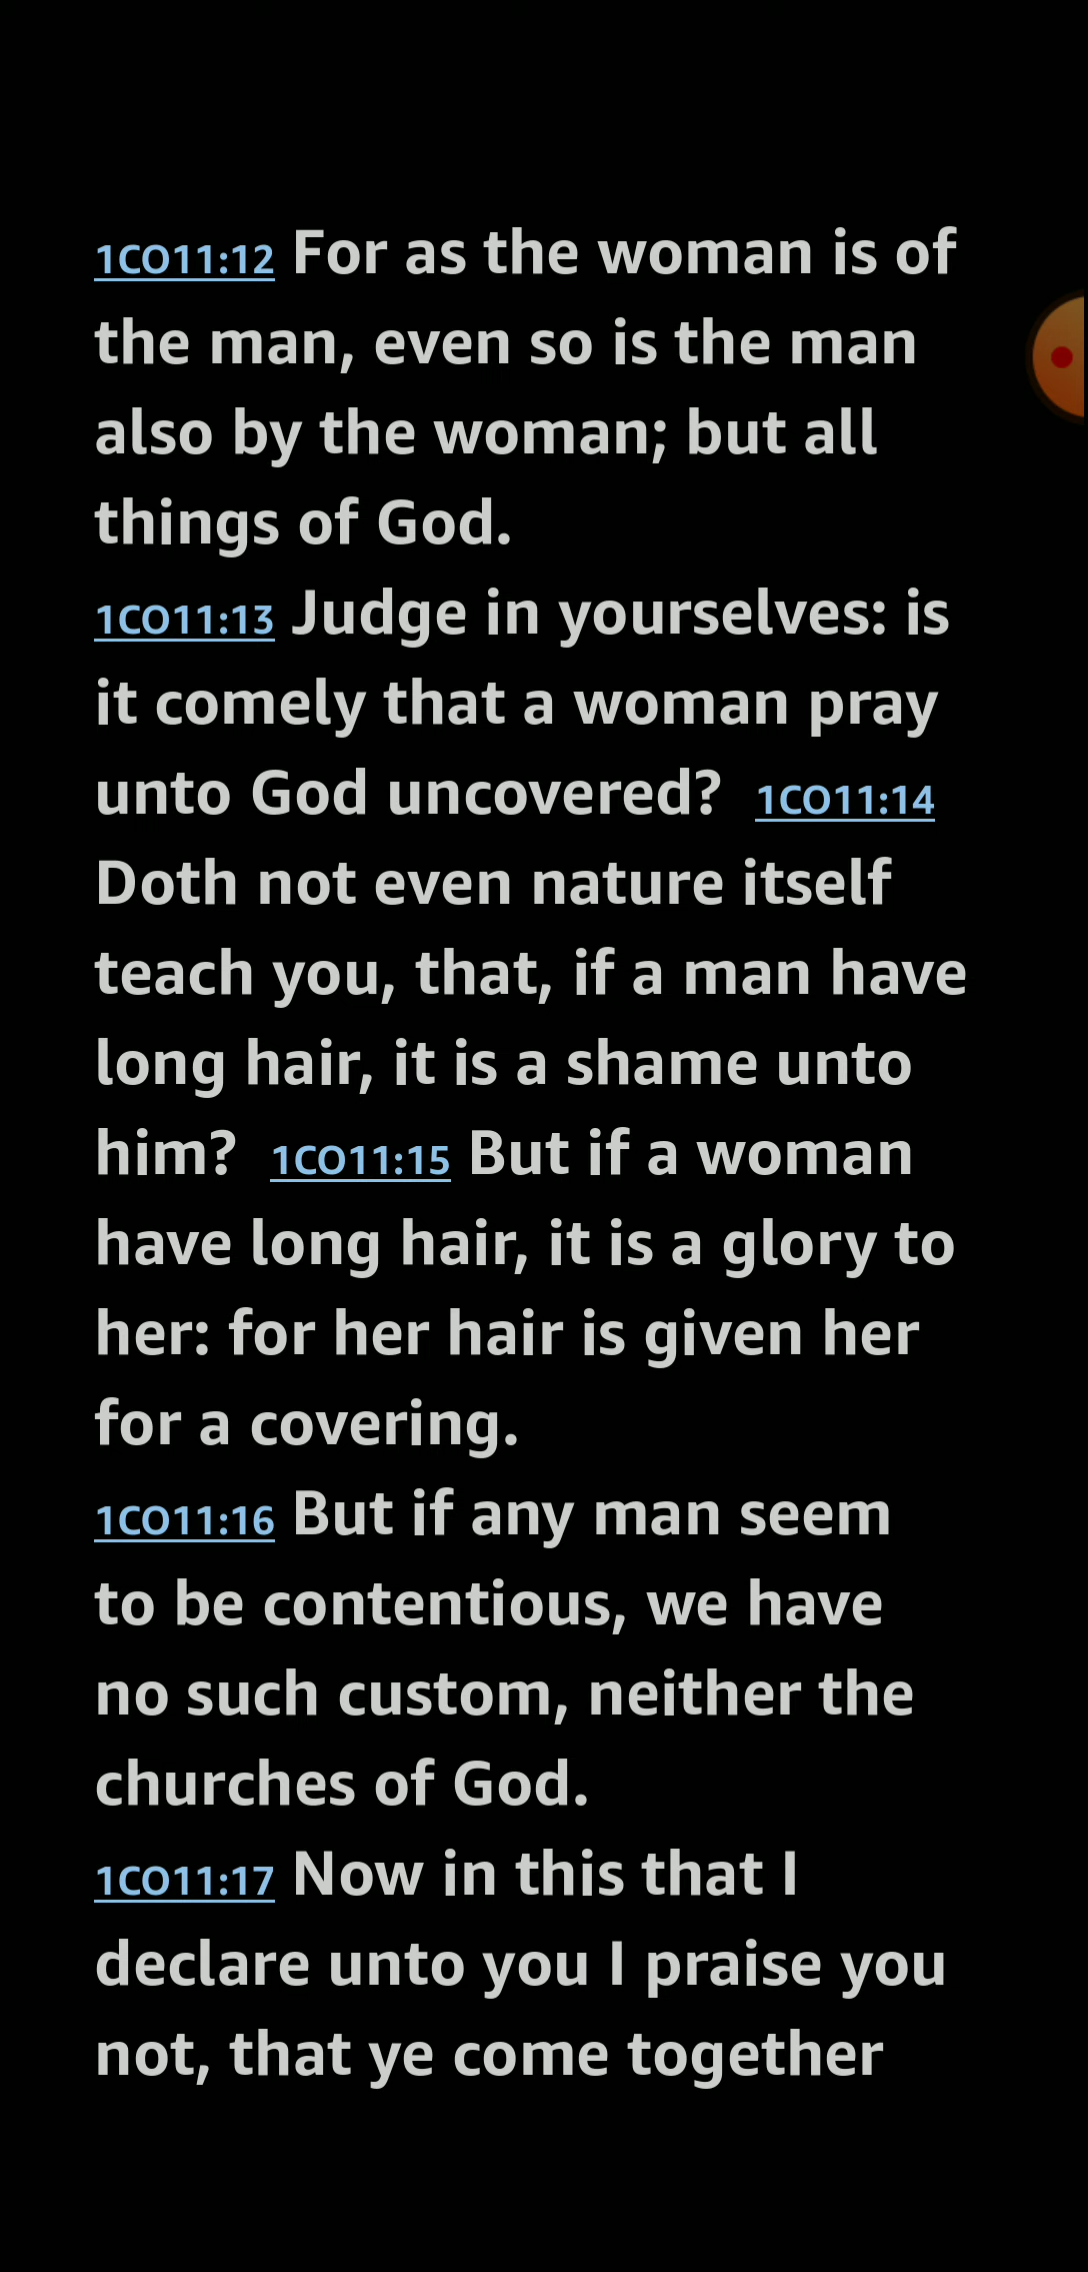 1CO11:12 For as the woman is of
the man, even so is the man
also by the woman; but all
things of God.
1CO11:13 Judge in yourselves: is
it comely that a woman pray
unto God uncovered? 1CO11:14
Doth not even nature itself
teach you, that, if a man have
long hair, it is a shame unto
him? 1CO11:15 But if a woman
have long hair, it is a glory to
her: for her hair is given her
for a covering.
1CO11:16 But if any man seem
to be contentious, we have
no such custom, neither the
churches of God.
1CO11:17 Now in this that I
declare unto you I praise you
not, that ye come together